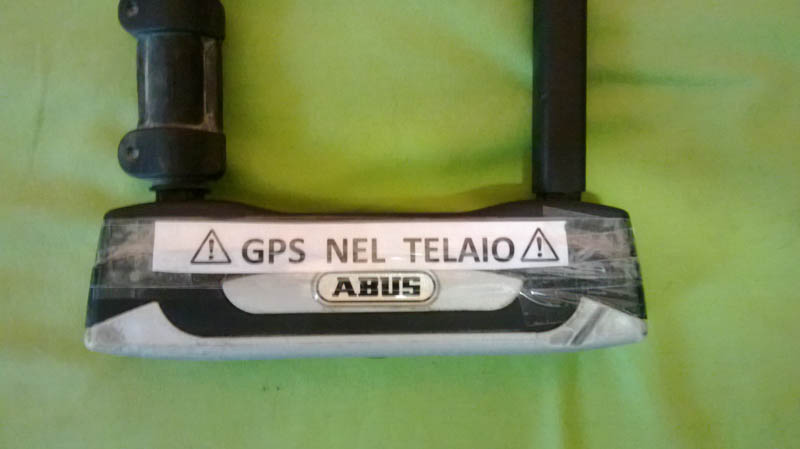 ⚠ GPS NEL TELAIO ⚠
ABUS